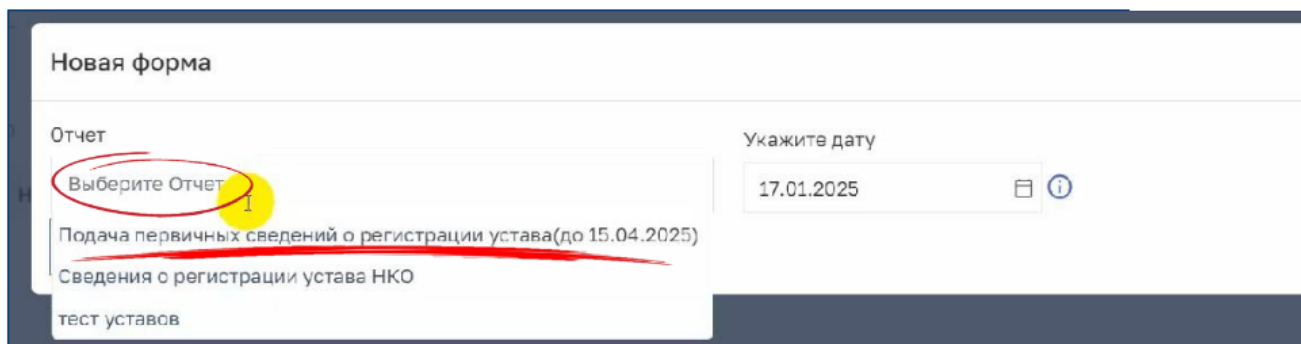 Новая форма
Отчет
Укажите дату
Выберите Отчет
17.01.2025
Подача первичных сведений о регистрации устава(до 15.04.2025)
Сведения о регистрации устава НКО
тест уставов